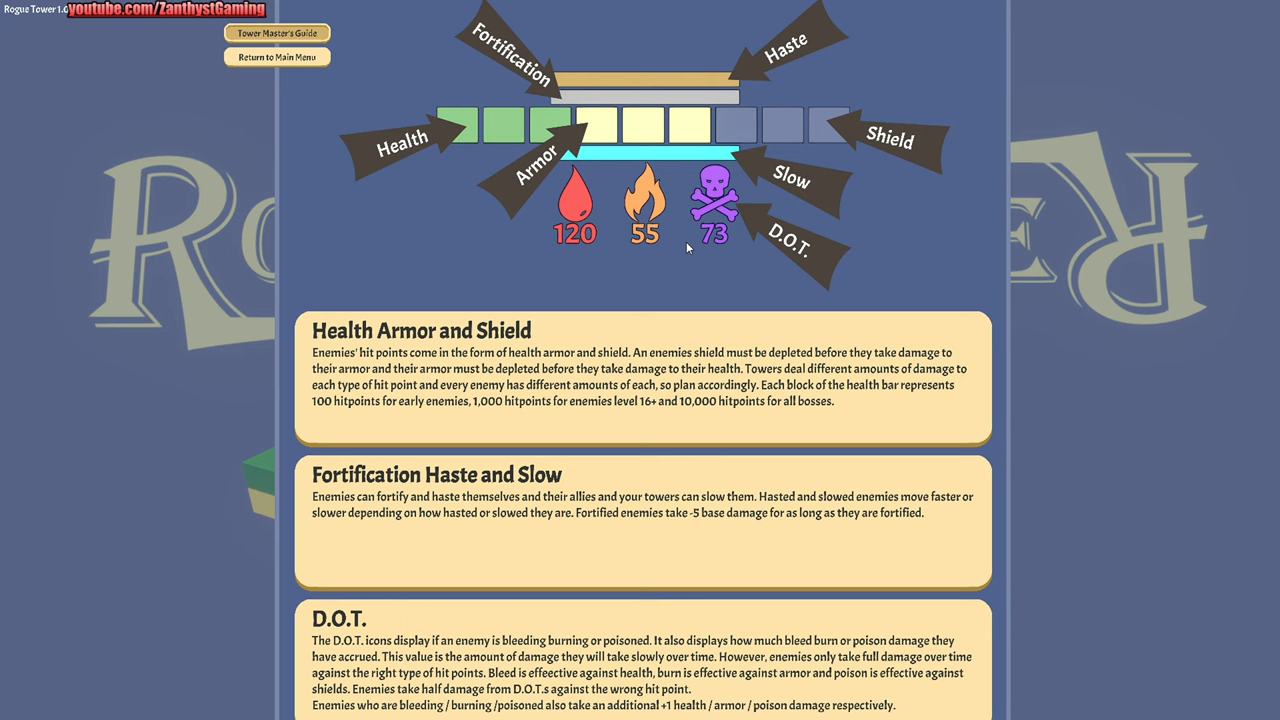 Rogue Tower 1.0
youtube.com/ZanthystGaming
Tower Master's Guide
Return to Main Menu
Fortification
Haste
Health
Armor
Shield
Slow
D.O.T.
120 55 73
Health Armor and Shield
Enemies' hit points come in the form of health armor and shield. An enemies shield must be depleted before they take damage to
their armor and their armor must be depleted before they take damage to their health. Towers deal different amounts of damage to
each type of hit point and every enemy has different amounts of each, so plan accordingly. Each block of the health bar represents
100 hitpoints for early enemies, 1,000 hitpoints for enemies level 16+ and 10,000 hitpoints for all bosses.
Fortification Haste and Slow
Enemies can fortify and haste themselves and their allies and your towers can slow them. Hasted and slowed enemies move faster or
slower depending on how hasted or slowed they are. Fortified enemies take -5 base damage for as long as they are fortified.
D.O.T.
The D.O.T. icons display if an enemy is bleeding burning or poisoned. It also displays how much bleed burn or poison damage they
have accrued. This value is the amount of damage they will take slowly over time. However, enemies only take full damage over time
against the right type of hit points. Bleed is effeective against health, burn is effective against armor and poison is effective against
shields. Enemies take half damage from D.O.T.s against the wrong hit point.
Enemies who are bleeding / burning /poisoned also take an additional +1 health / armor / poison damage respectively.